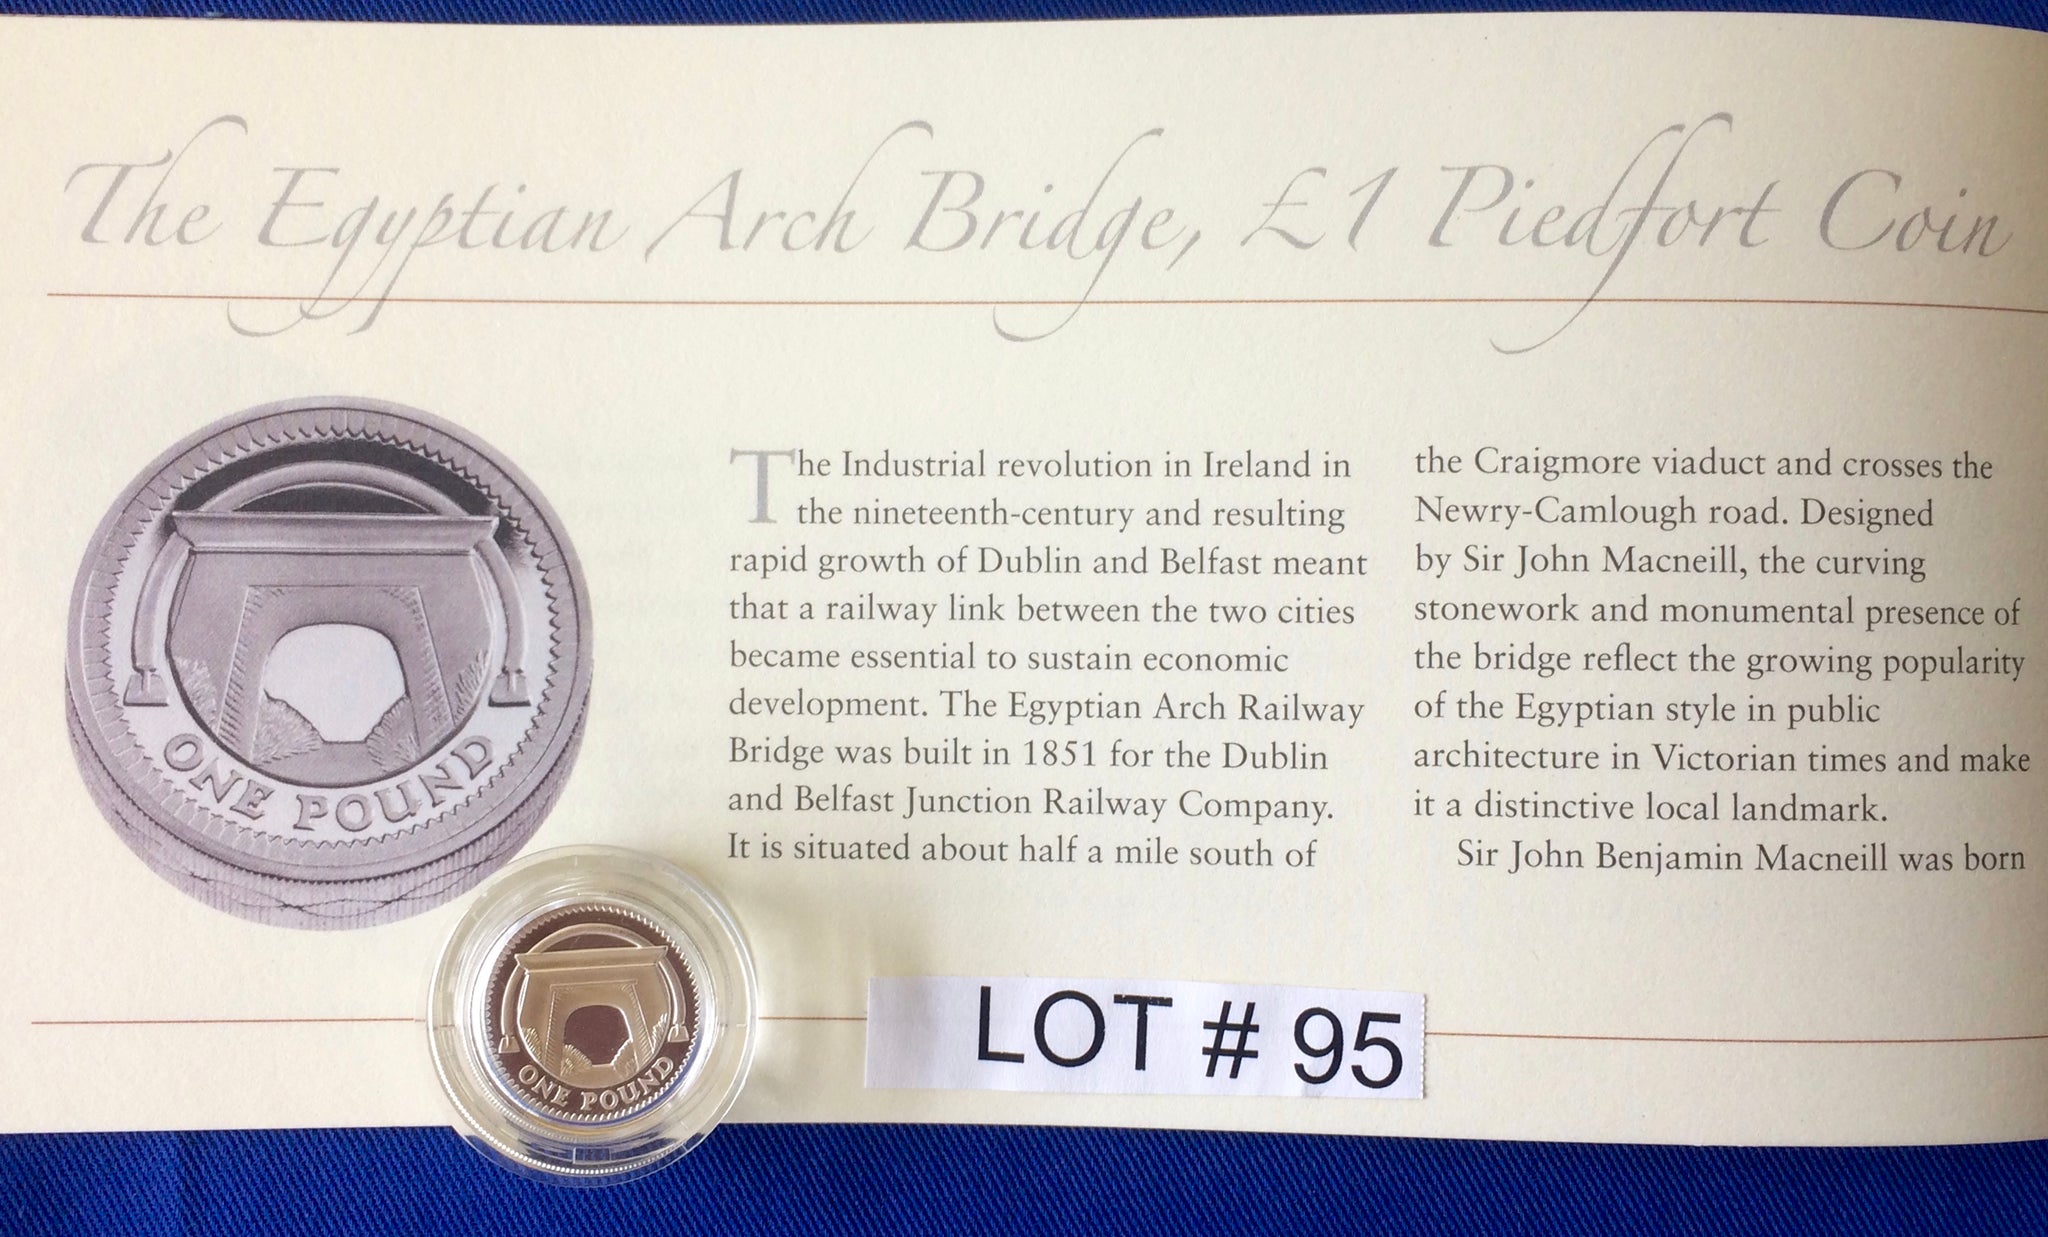 The Egyptian Arch Bridge, £1 Piedfort Coin
The Industrial revolution in Ireland in
the nineteenth-century and resulting
rapid growth of Dublin and Belfast meant
that a railway link between the two cities
became essential to sustain economic
development. The Egyptian Arch Railway
Bridge was built in 1851 for the Dublin
and Belfast Junction Railway Company.
It is situated about half a mile south of
the Craigmore viaduct and crosses the
Newry-Camlough road. Designed
by Sir John Macneill, the curving
stonework and monumental presence of
the bridge reflect the growing popularity
of the Egyptian style in public
architecture in Victorian times and make
it a distinctive local landmark.
Sir John Benjamin Macneill was born
ONE POUND
ONE POUND
LOT # 95